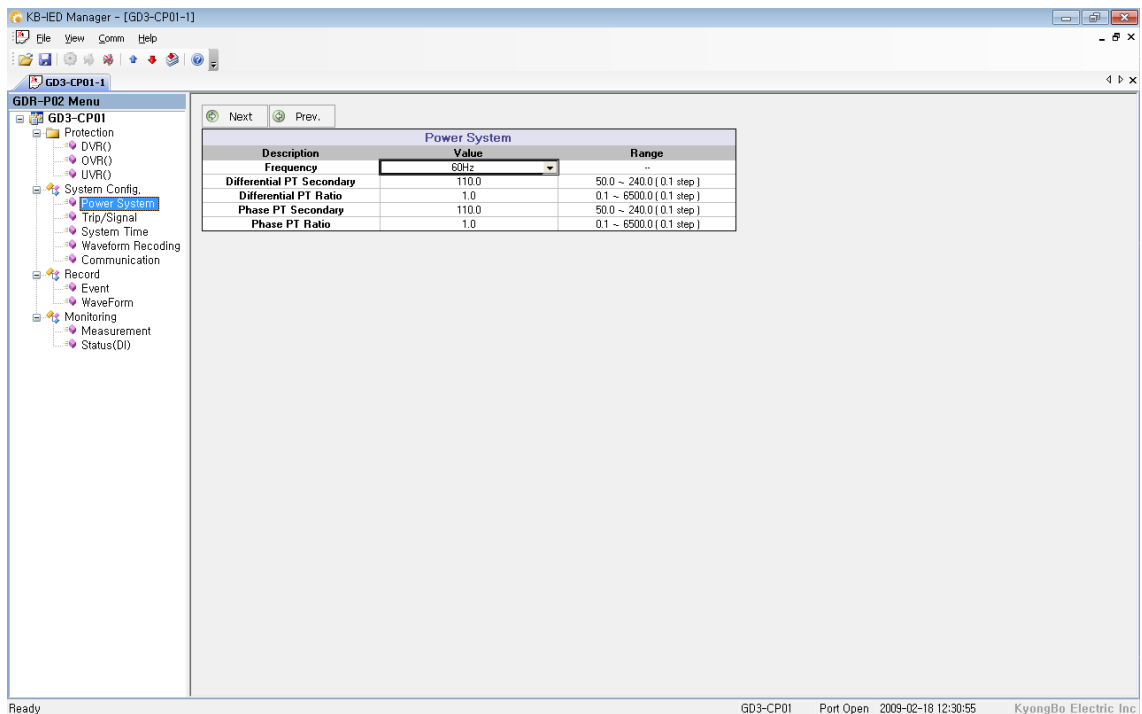 KB-IED Manager - [GD3-CP01-1]
File View Comm Help
GD3-CP01-1
GDR-P02 Menu
GD3-CP01
Protection
DVR()
OVR()
UVR()
System Config.
Power System
Trip/Signal
System Time
Waveform Recoding
Communication
Record
Event
WaveForm
Monitoring
Measurement
Status(DI)
Next Prev.
Power System
Description Value Range
Frequency 60Hz --
Differential PT Secondary 110.0 50.0 ~ 240.0 ( 0.1 step )
Differential PT Ratio 1.0 0.1 ~ 6500.0 ( 0.1 step )
Phase PT Secondary 110.0 50.0 ~ 240.0 ( 0.1 step )
Phase PT Ratio 1.0 0.1 ~ 6500.0 ( 0.1 step )
Ready GD3-CP01 Port Open 2009-02-18 12:30:55 KyongBo Electric Inc